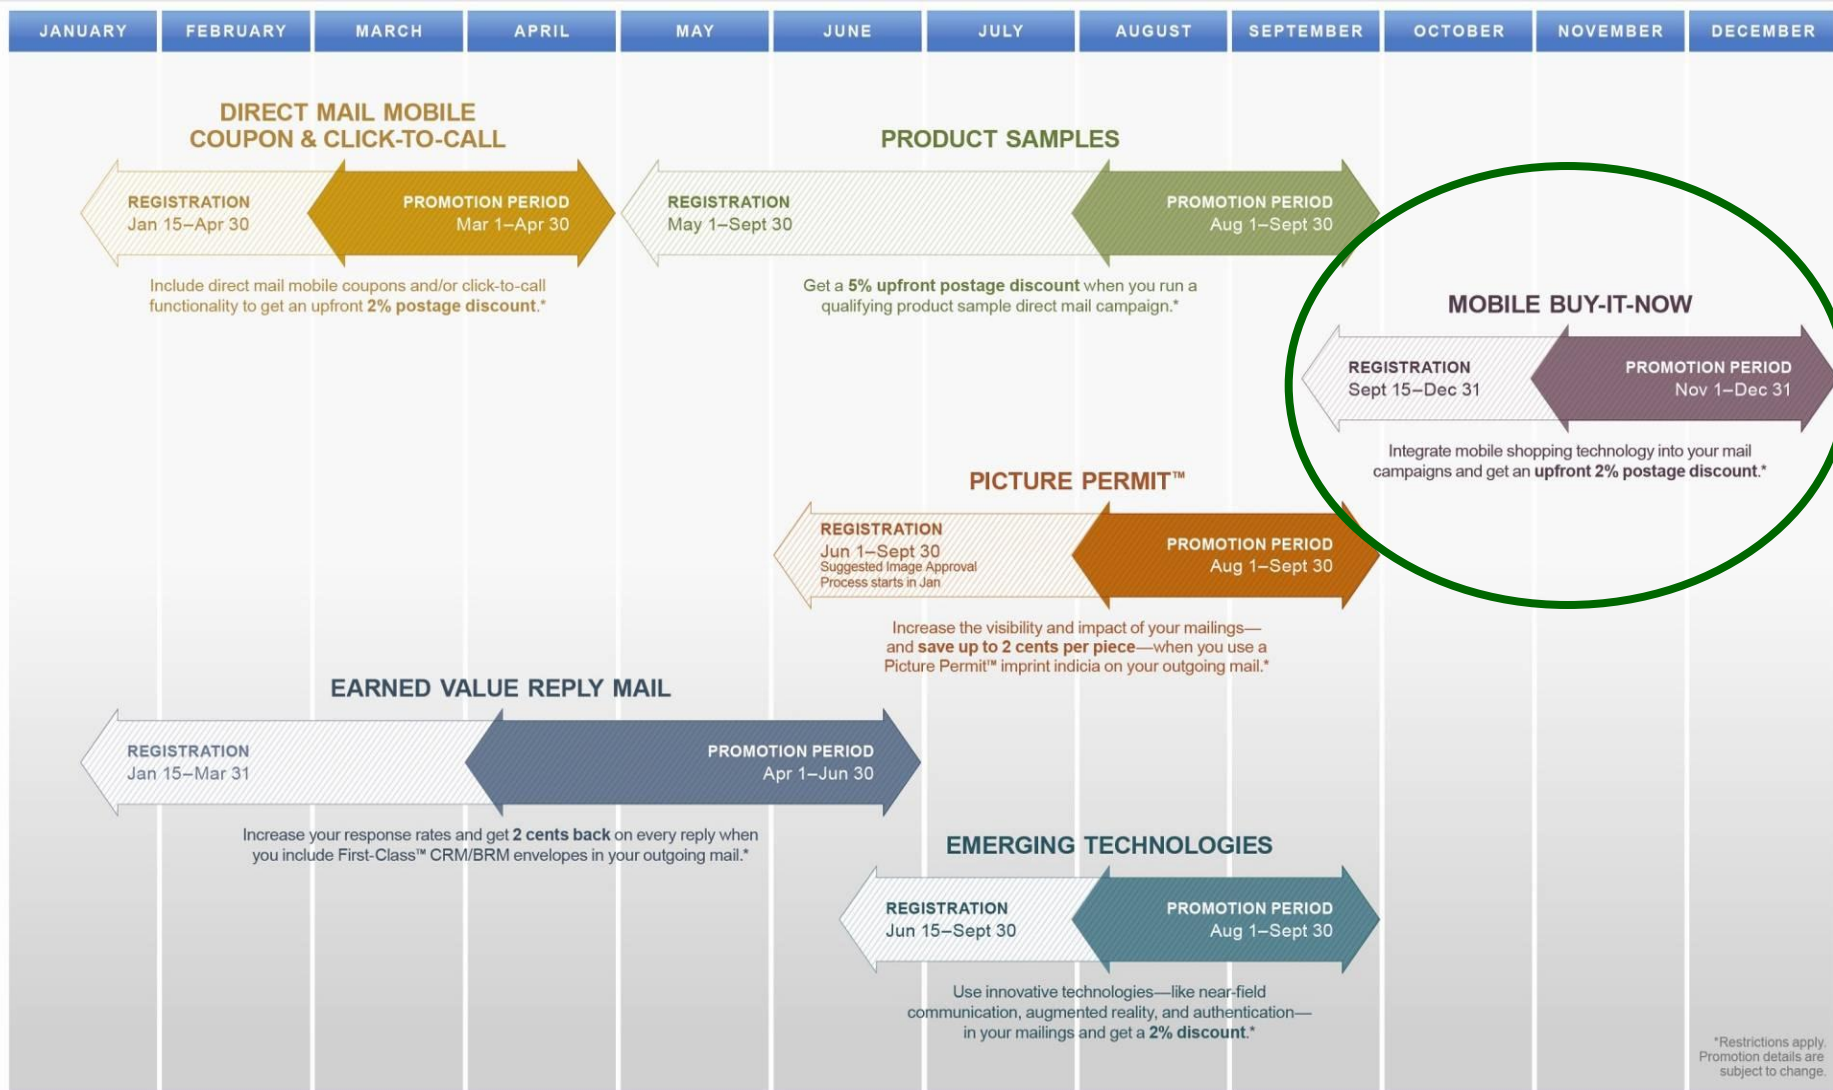 JANUARY
FEBRUARY
MARCH
APRIL
MAY
JUNE
JULY
AUGUST
SEPTEMBER
OCTOBER
NOVEMBER
DECEMBER
DIRECT MAIL MOBILE
COUPON & CLICK-TO-CALL
REGISTRATION
Jan 15–Apr 30
PROMOTION PERIOD
Mar 1–Apr 30
Include direct mail mobile coupons and/or click-to-call
functionality to get an upfront 2% postage discount.*
PRODUCT SAMPLES
REGISTRATION
May 1–Sept 30
PROMOTION PERIOD
Aug 1–Sept 30
Get a 5% upfront postage discount when you run a
qualifying product sample direct mail campaign.*
MOBILE BUY-IT-NOW
REGISTRATION
Sept 15–Dec 31
PROMOTION PERIOD
Nov 1–Dec 31
Integrate mobile shopping technology into your mail
campaigns and get an upfront 2% postage discount.*
PICTURE PERMIT™
REGISTRATION
Jun 1–Sept 30
Suggested Image Approval
Process starts in Jan
PROMOTION PERIOD
Aug 1–Sept 30
Increase the visibility and impact of your mailings—
and save up to 2 cents per piece—when you use a
Picture Permit™ imprint indicia on your outgoing mail.*
EARNED VALUE REPLY MAIL
REGISTRATION
Jan 15–Mar 31
PROMOTION PERIOD
Apr 1–Jun 30
Increase your response rates and get 2 cents back on every reply when
you include First-Class™ CRM/BRM envelopes in your outgoing mail.*
EMERGING TECHNOLOGIES
REGISTRATION
Jun 15–Sept 30
PROMOTION PERIOD
Aug 1–Sept 30
Use innovative technologies—like near-field
communication, augmented reality, and authentication—
in your mailings and get a 2% discount.*
*Restrictions apply.
Promotion details are
subject to change.